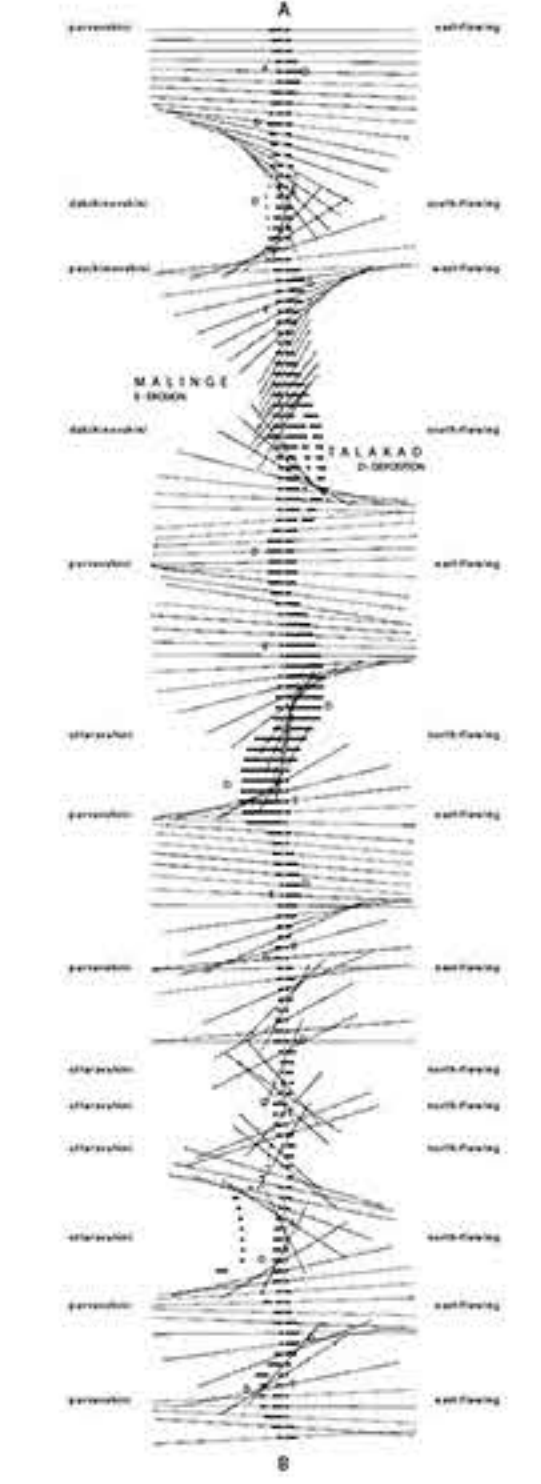 A
purvavahini east-flowing
dakshinavahini south-flowing
paschimavahini west-flowing
MALINGE
E- EROSION
dakshinavahini south-flowing
TALAKAD
D- DEPOSITION
purvavahini east-flowing
uttaravahini north-flowing
purvavahini east-flowing
purvavahini east-flowing
uttaravahini north-flowing
uttaravahini north-flowing
uttaravahini north-flowing
uttaravahini north-flowing
purvavahini east-flowing
purvavahini east-flowing
B